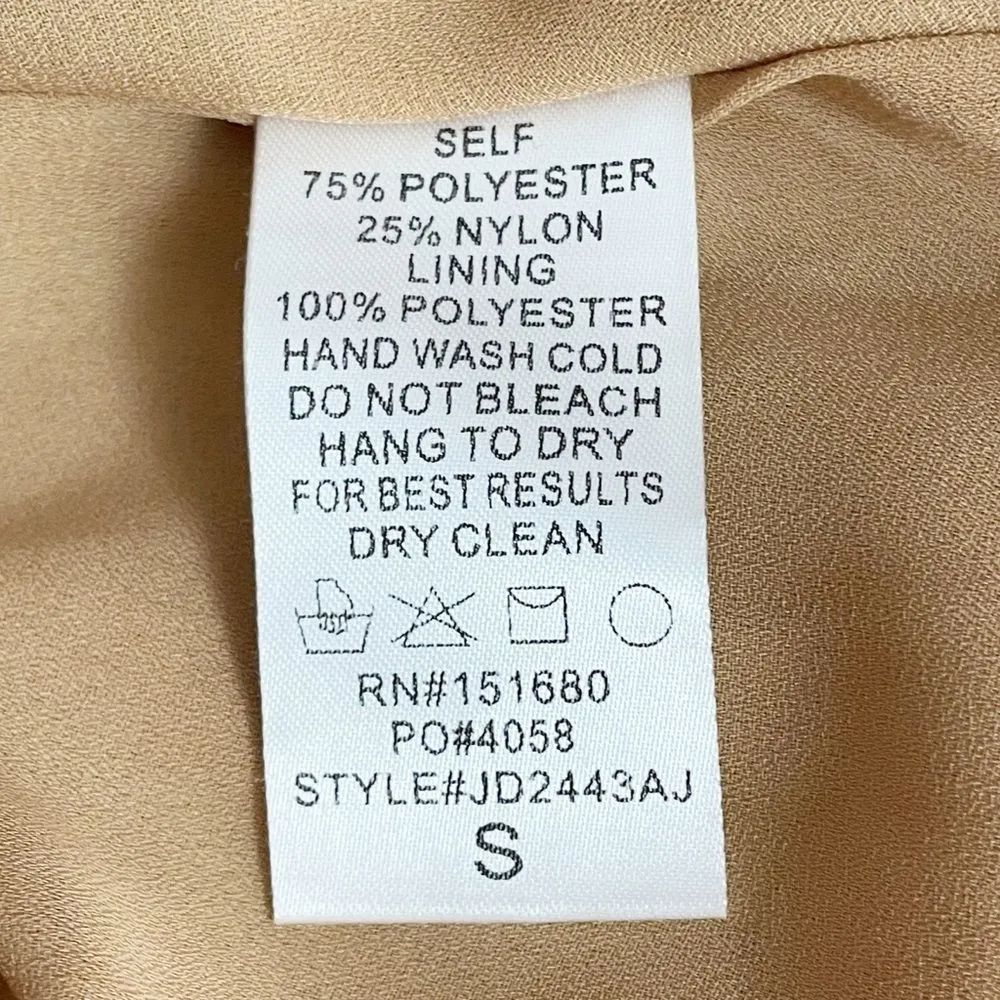 SELF
75% POLYESTER
25% NYLON
LINING
100% POLYESTER
HAND WASH COLD
DO NOT BLEACH
HANG TO DRY
FOR BEST RESULTS
DRY CLEAN
RN#151680
PO#4058
STYLE#JD2443AJ
S